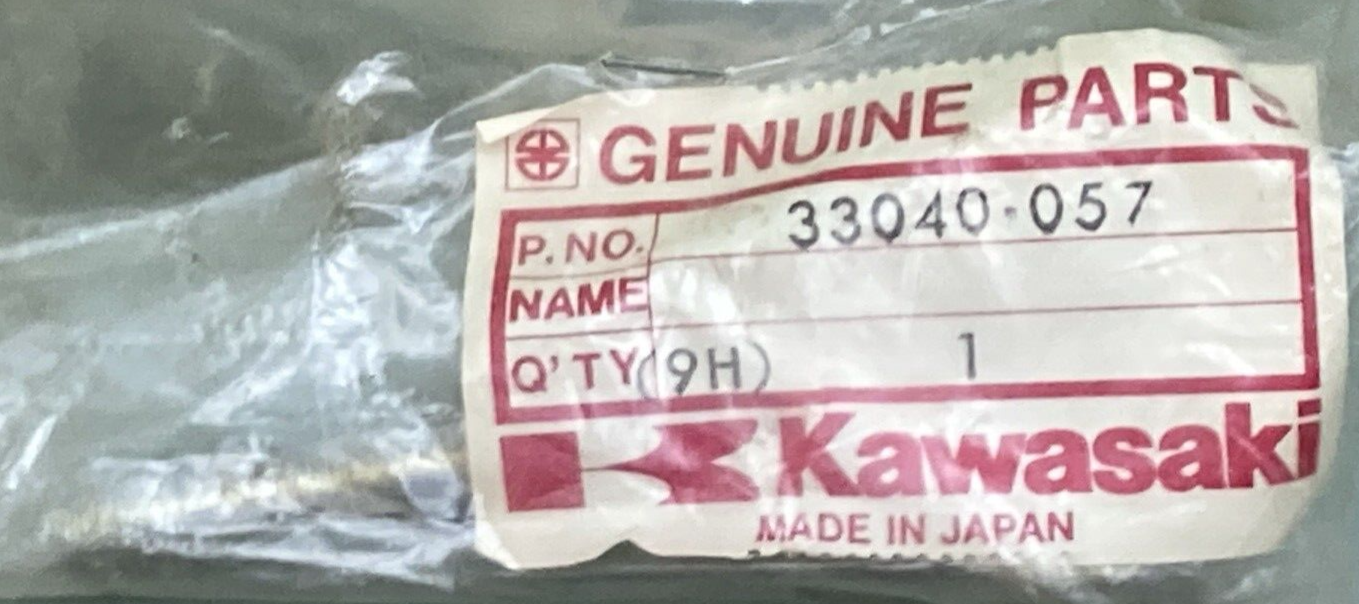 GENUINE PARTS
P. NO. 33040-057
NAME
Q'TY (9H) 1
Kawasaki
MADE IN JAPAN